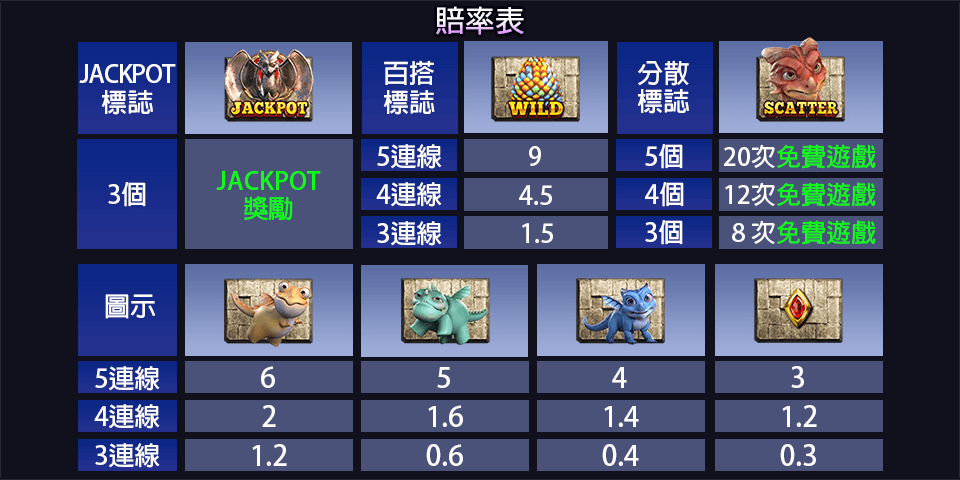 賠率表
JACKPOT
標誌
JACKPOT
百搭
標誌
WILD
分散
標誌
SCATTER
3個
JACKPOT
獎勵
5連線 9 5個 20次免費遊戲
4連線 4.5 4個 12次免費遊戲
3連線 1.5 3個 8次免費遊戲
圖示
5連線 6 5 4 3
4連線 2 1.6 1.4 1.2
3連線 1.2 0.6 0.4 0.3